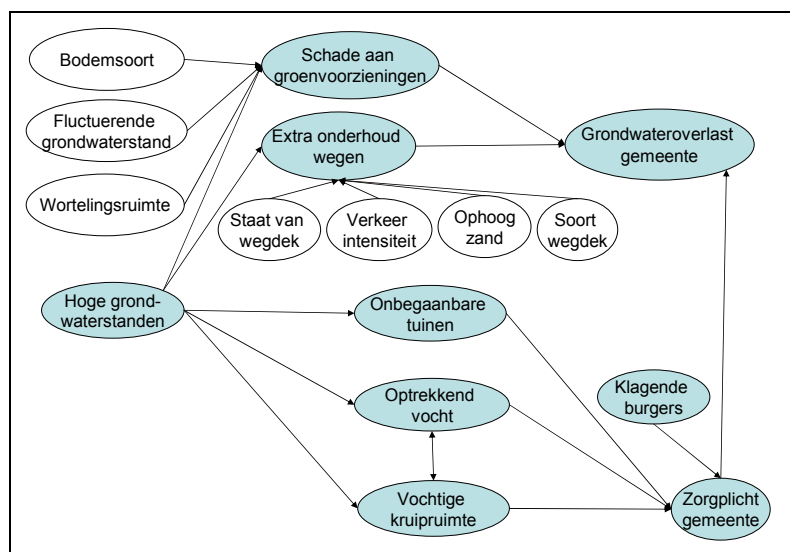 Bodemsoort
Schade aan
groenvoorzieningen
Fluctuerende
grondwaterstand
Extra onderhoud
wegen
Grondwateroverlast
gemeente
Wortelingsruimte
Staat van
wegdek
Verkeer
intensiteit
Ophoog
zand
Soort
wegdek
Hoge grond-
waterstanden
Onbegaanbare
tuinen
Optrekkend
vocht
Klagende
burgers
Vochtige
kruipruimte
Zorgplicht
gemeente